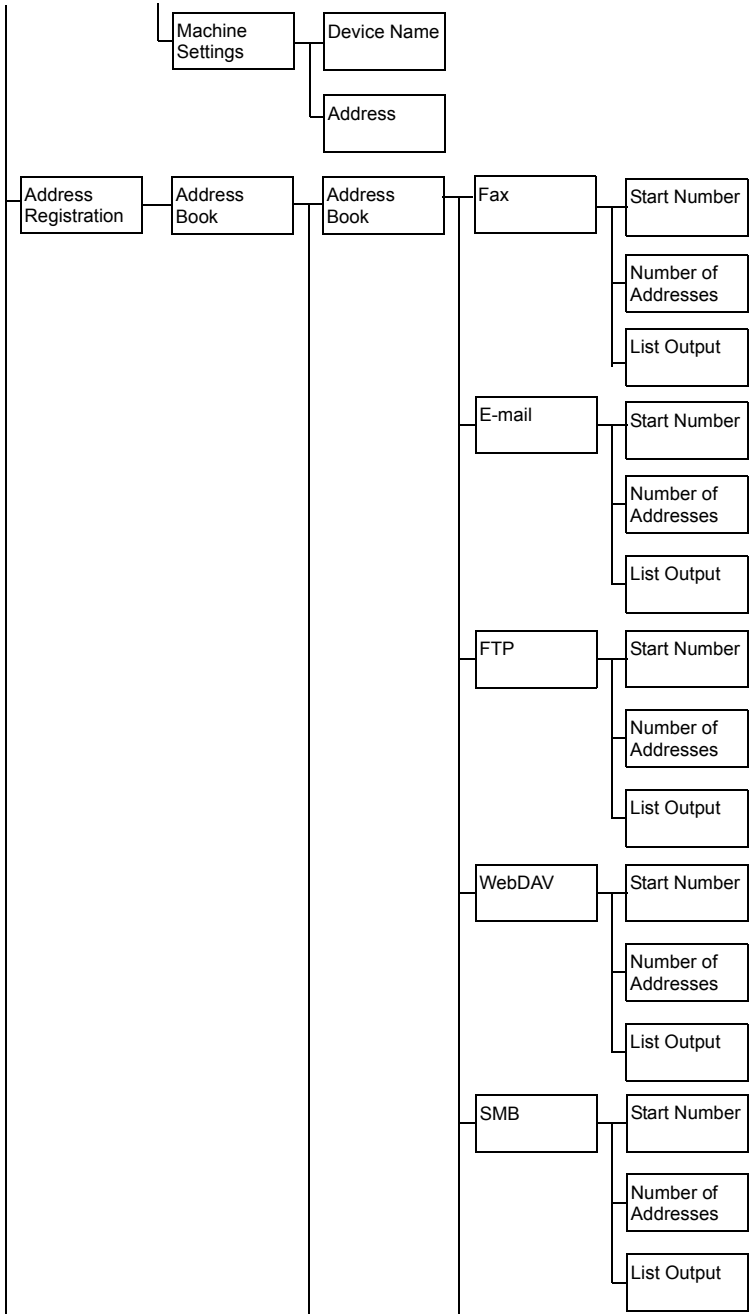 Machine
Settings
Device Name
Address
Address
Registration
Address
Book
Address
Book
Fax
Start Number
Number of
Addresses
List Output
E-mail
Start Number
Number of
Addresses
List Output
FTP
Start Number
Number of
Addresses
List Output
WebDAV
Start Number
Number of
Addresses
List Output
SMB
Start Number
Number of
Addresses
List Output